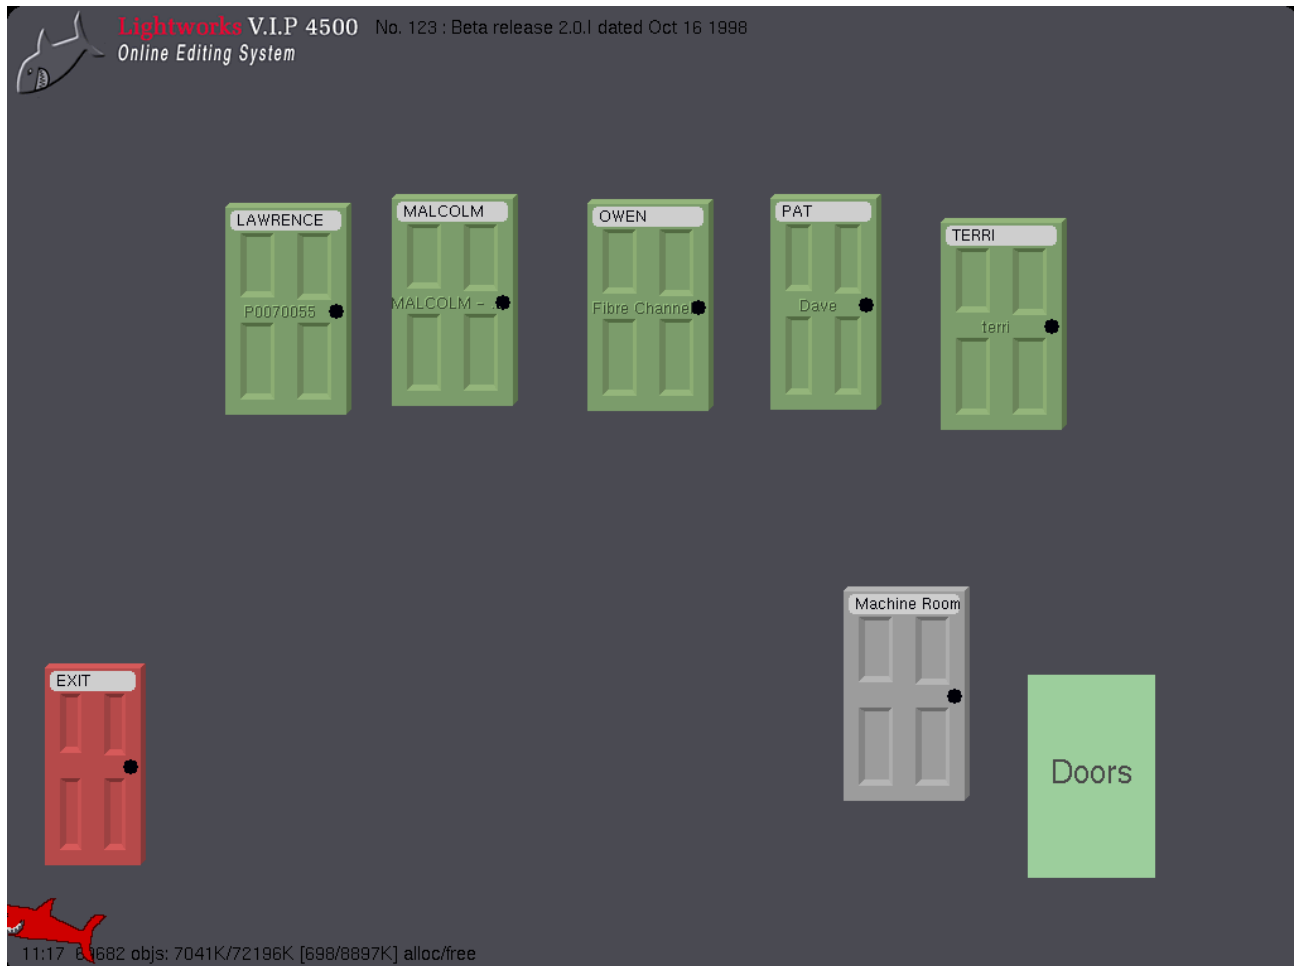 Lightworks V.I.P 4500 No. 123 : Beta release 2.0.l dated Oct 16 1998
Online Editing System
LAWRENCE
MALCOLM
OWEN
PAT
TERRI
P0070055
MALCOLM -
Fibre Channel
Dave
terri
Machine Room
EXIT
Doors
11:17 objs: 7041K/72196K [698/8897K] alloc/free